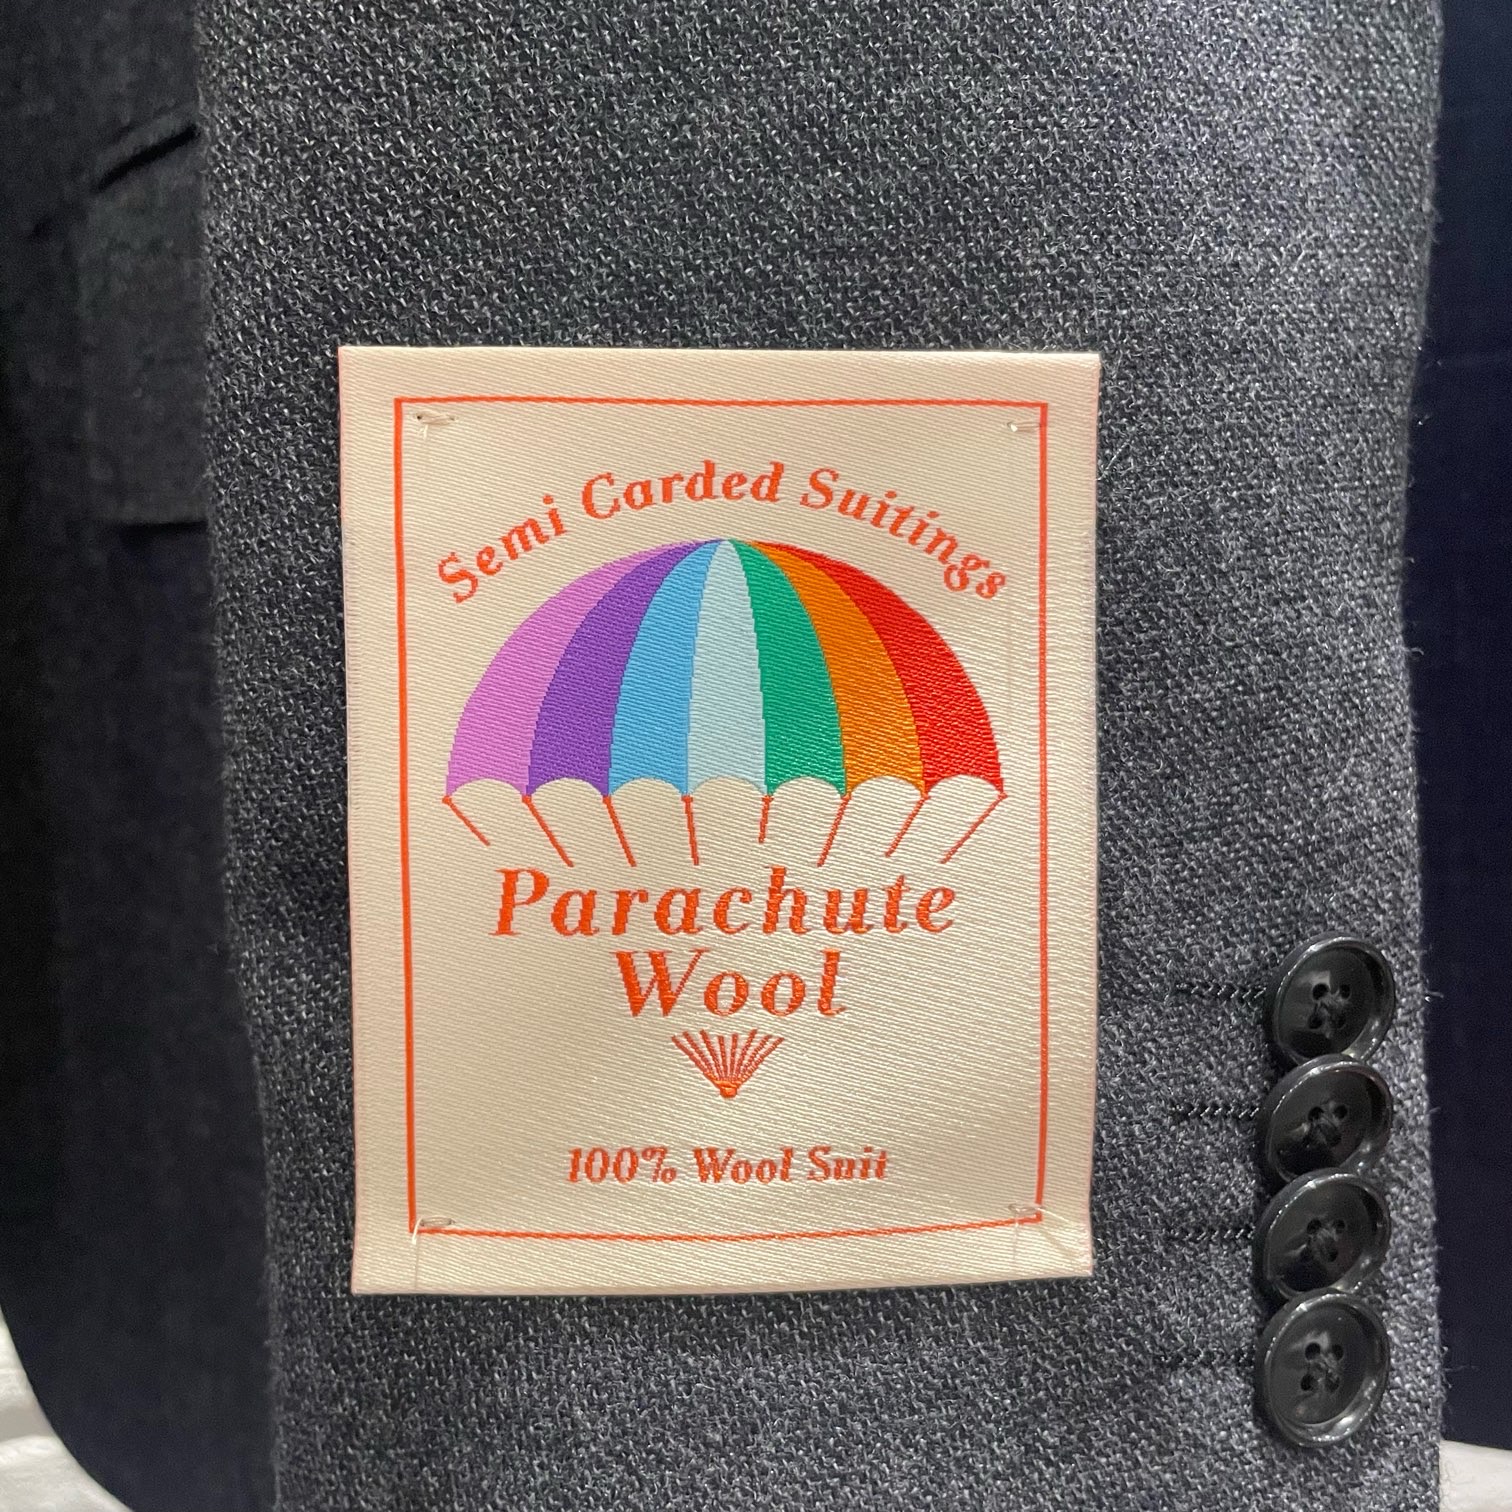 Semi Carded Suitings
Parachute
Wool
100% Wool Suit